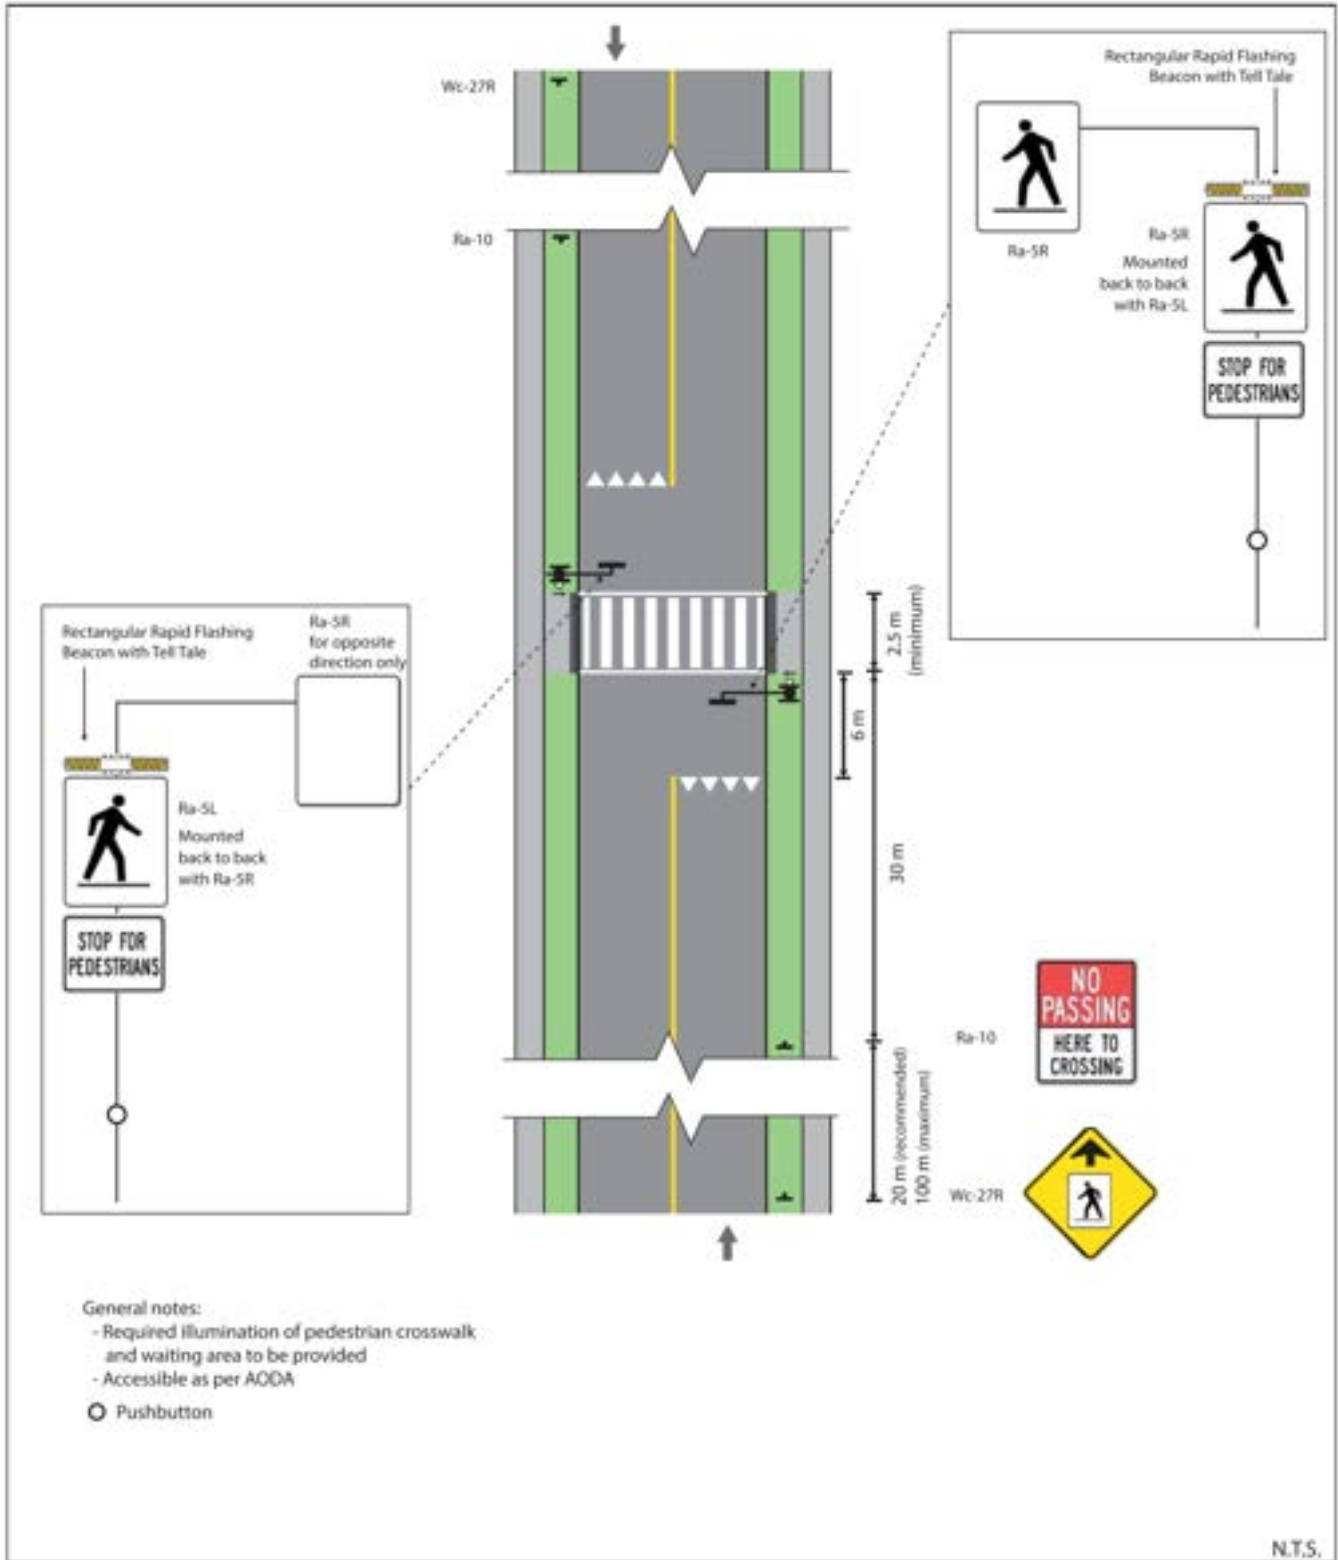 Wc-27R
Ra-10
Rectangular Rapid Flashing
Beacon with Tell Tale
Ra-5R
Ra-5R
Mounted
back to back
with Ra-5L
STOP FOR
PEDESTRIANS
Rectangular Rapid Flashing
Beacon with Tell Tale
Ra-5R
for opposite
direction only
Ra-5L
Mounted
back to back
with Ra-5R
STOP FOR
PEDESTRIANS
2.5 m
(minimum)
6 m
30 m
20 m (recommended)
100 m (maximum)
Ra-10
NO
PASSING
HERE TO
CROSSING
Wc-27R
General notes:
- Required illumination of pedestrian crosswalk
and waiting area to be provided
- Accessible as per AODA
Pushbutton
N.T.S.